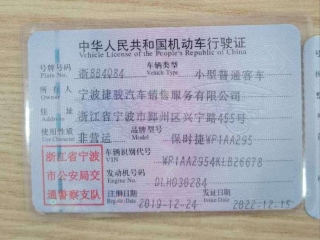 中华人民共和国机动车行驶证
Vehicle License of the People's Republic of China
号牌号码 浙BB4Q84 车辆类型 小型普通客车
Plate No. Vehicle Type
所有人 宁波捷骏汽车销售服务有限公司
Owner
住址 浙江省宁波市鄞州区兴宁路455号
Address
使用性质 非营运 品牌型号 保时捷WP1AA295
Use Character Model
浙江省宁波
市公安局交
通警察支队
车辆识别代号 WP1AA2954KLB26678
VIN
发动机号码 DLH030284
Engine No.
注册日期 2019-12-24 发证日期 2022-12-15
Register Date Issue Date